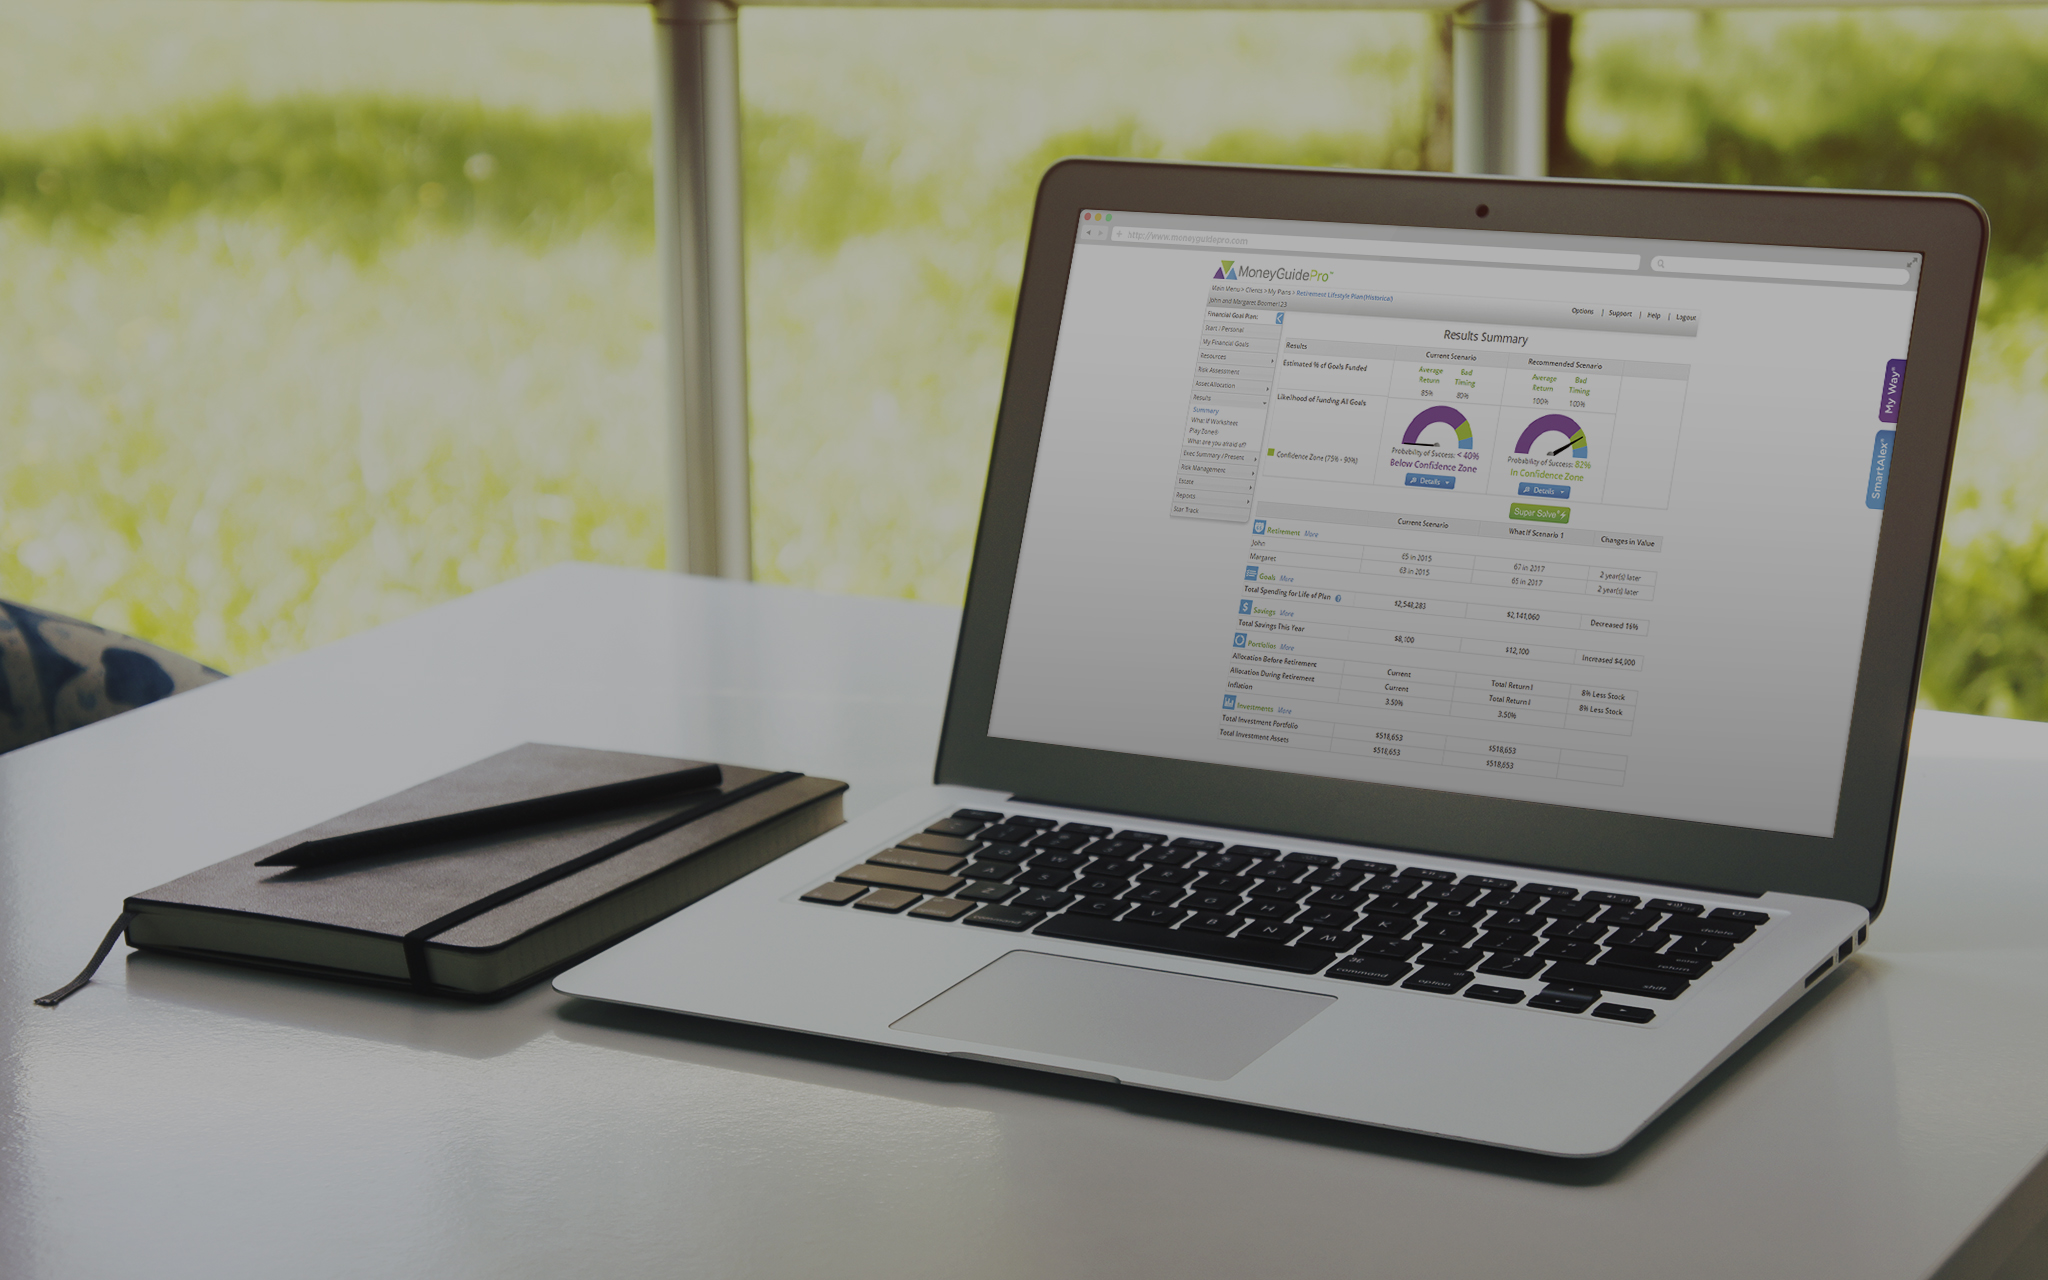 http://www.moneyguidepro.com
MoneyGuidePro™
Main Menu > Clients > My Plans > Retirement Lifestyle Plan (Historical)
John and Margaret Boomer123
Options | Support | Help | Logout
Financial Goal Plan:
Start / Personal
My Financial Goals
Resources
Risk Assessment
Asset Allocation
Results
Summary
What If Worksheet
Play Zone®
What are you afraid of?
Exec Summary / Present
Risk Management
Estate
Reports
Star Track
Results Summary
Results Current Scenario Recommended Scenario
Estimated % of Goals Funded
Average Return Bad Timing Average Return Bad Timing
85% 80% 100% 100%
Likelihood of Funding All Goals
Probability of Success: < 40% Probability of Success: 82%
Below Confidence Zone In Confidence Zone
Confidence Zone (75% - 90%)
Details Details
Super Solve®
Current Scenario What If Scenario 1 Changes in Value
Retirement More
John 65 in 2015 67 in 2017 2 year(s) later
Margaret 63 in 2015 65 in 2017 2 year(s) later
Goals More
Total Spending for Life of Plan $2,548,283 $2,141,060 Decreased 16%
Savings More
Total Savings This Year $8,100 $12,100 Increased $4,000
Portfolios More
Allocation Before Retirement Current Total Return I 8% Less Stock
Allocation During Retirement Current Total Return I 8% Less Stock
Inflation 3.50% 3.50%
Investments More
Total Investment Portfolio $518,653 $518,653
Total Investment Assets $518,653 $518,653
My Way®
SmartAlex®
delete
return
shift
command
option